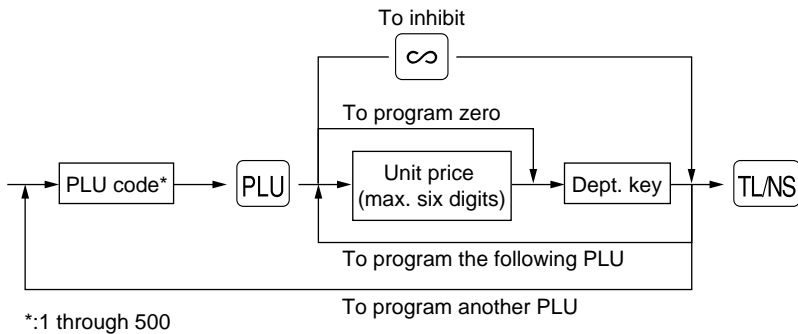 To inhibit
∞
To program zero
PLU code*
PLU
Unit price
(max. six digits)
Dept. key
TL/NS
To program the following PLU
To program another PLU
*:1 through 500